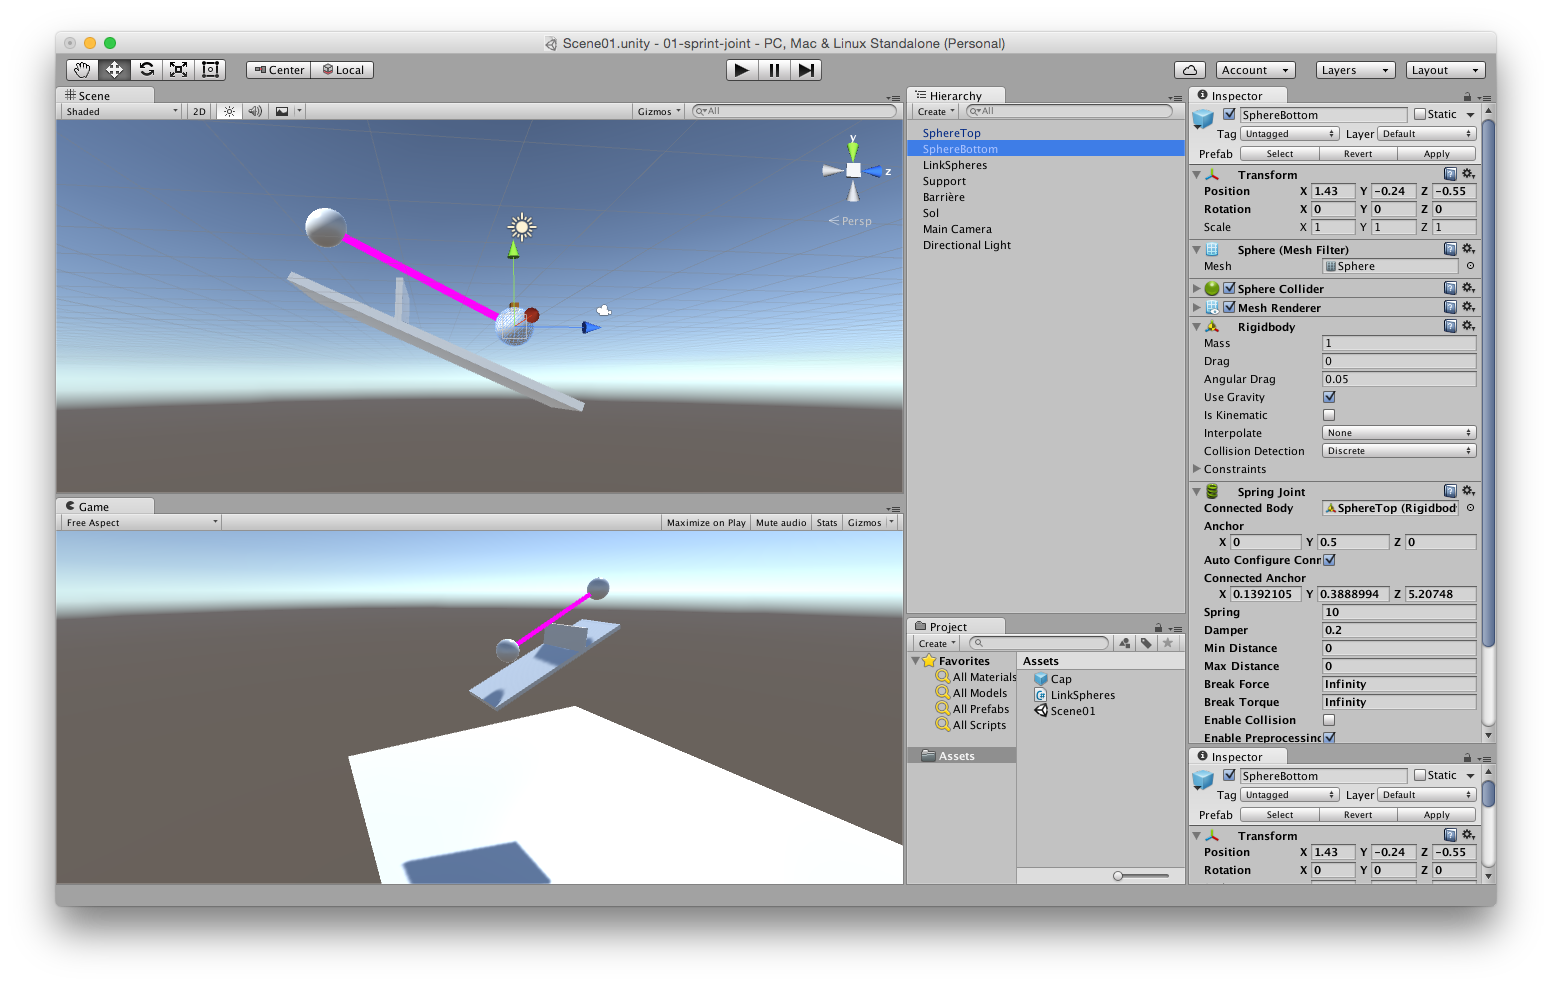 Scene01.unity - 01-sprint-joint - PC, Mac & Linux Standalone (Personal)
Center Local
Account Layers Layout
Scene
Shaded 2D Gizmos All
y
z
Persp
Game
Free Aspect Maximize on Play Mute audio Stats Gizmos
Hierarchy
Create All
SphereTop
SphereBottom
LinkSpheres
Support
Barrière
Sol
Main Camera
Directional Light
Project
Create
Favorites
All Materials
All Models
All Prefabs
All Scripts
Assets
Assets
Cap
LinkSpheres
Scene01
Inspector
SphereBottom Static
Tag Untagged Layer Default
Prefab Select Revert Apply
Transform
Position X 1.43 Y -0.24 Z -0.55
Rotation X 0 Y 0 Z 0
Scale X 1 Y 1 Z 1
Sphere (Mesh Filter)
Mesh Sphere
Sphere Collider
Mesh Renderer
Rigidbody
Mass 1
Drag 0
Angular Drag 0.05
Use Gravity
Is Kinematic
Interpolate None
Collision Detection Discrete
Constraints
Spring Joint
Connected Body SphereTop (Rigidbod
Anchor
X 0 Y 0.5 Z 0
Auto Configure Conn
Connected Anchor
X 0.1392105 Y 0.3888994 Z 5.20748
Spring 10
Damper 0.2
Min Distance 0
Max Distance 0
Break Force Infinity
Break Torque Infinity
Enable Collision
Enable Preprocessing
Inspector
SphereBottom Static
Tag Untagged Layer Default
Prefab Select Revert Apply
Transform
Position X 1.43 Y -0.24 Z -0.55
Rotation X 0 Y 0 Z 0